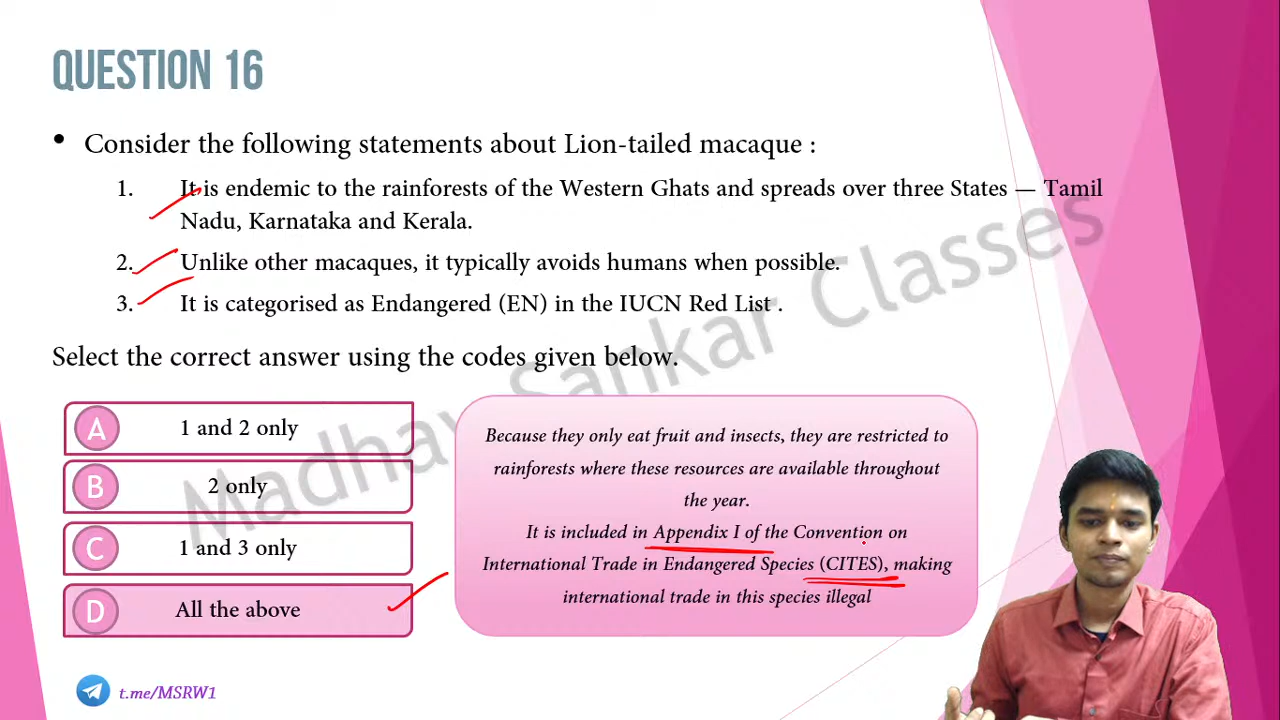 QUESTION 16
• Consider the following statements about Lion-tailed macaque :
1. It is endemic to the rainforests of the Western Ghats and spreads over three States — Tamil
Nadu, Karnataka and Kerala.
2. Unlike other macaques, it typically avoids humans when possible.
3. It is categorised as Endangered (EN) in the IUCN Red List .
Select the correct answer using the codes given below.
A 1 and 2 only
B 2 only
C 1 and 3 only
D All the above
Because they only eat fruit and insects, they are restricted to
rainforests where these resources are available throughout
the year.
It is included in Appendix I of the Convention on
International Trade in Endangered Species (CITES), making
international trade in this species illegal
Madhav Sankar Classes
t.me/MSRW1